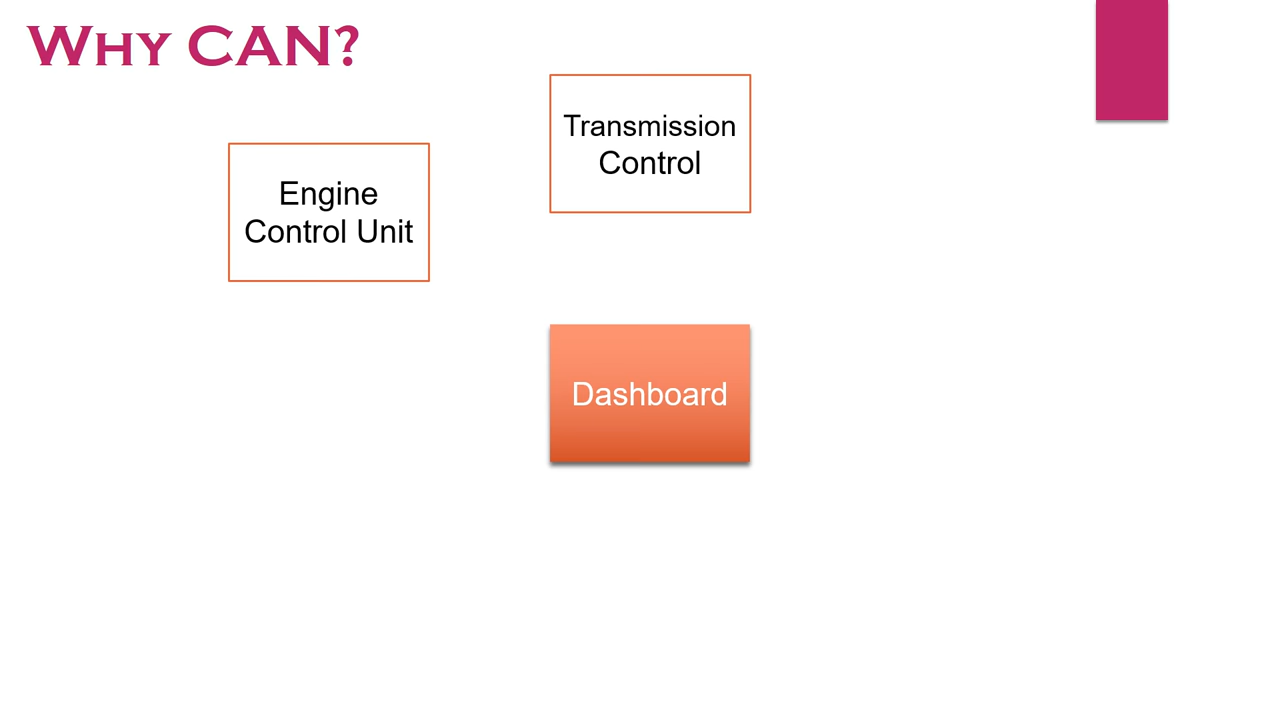 Why CAN?
Transmission
Control
Engine
Control Unit
Dashboard